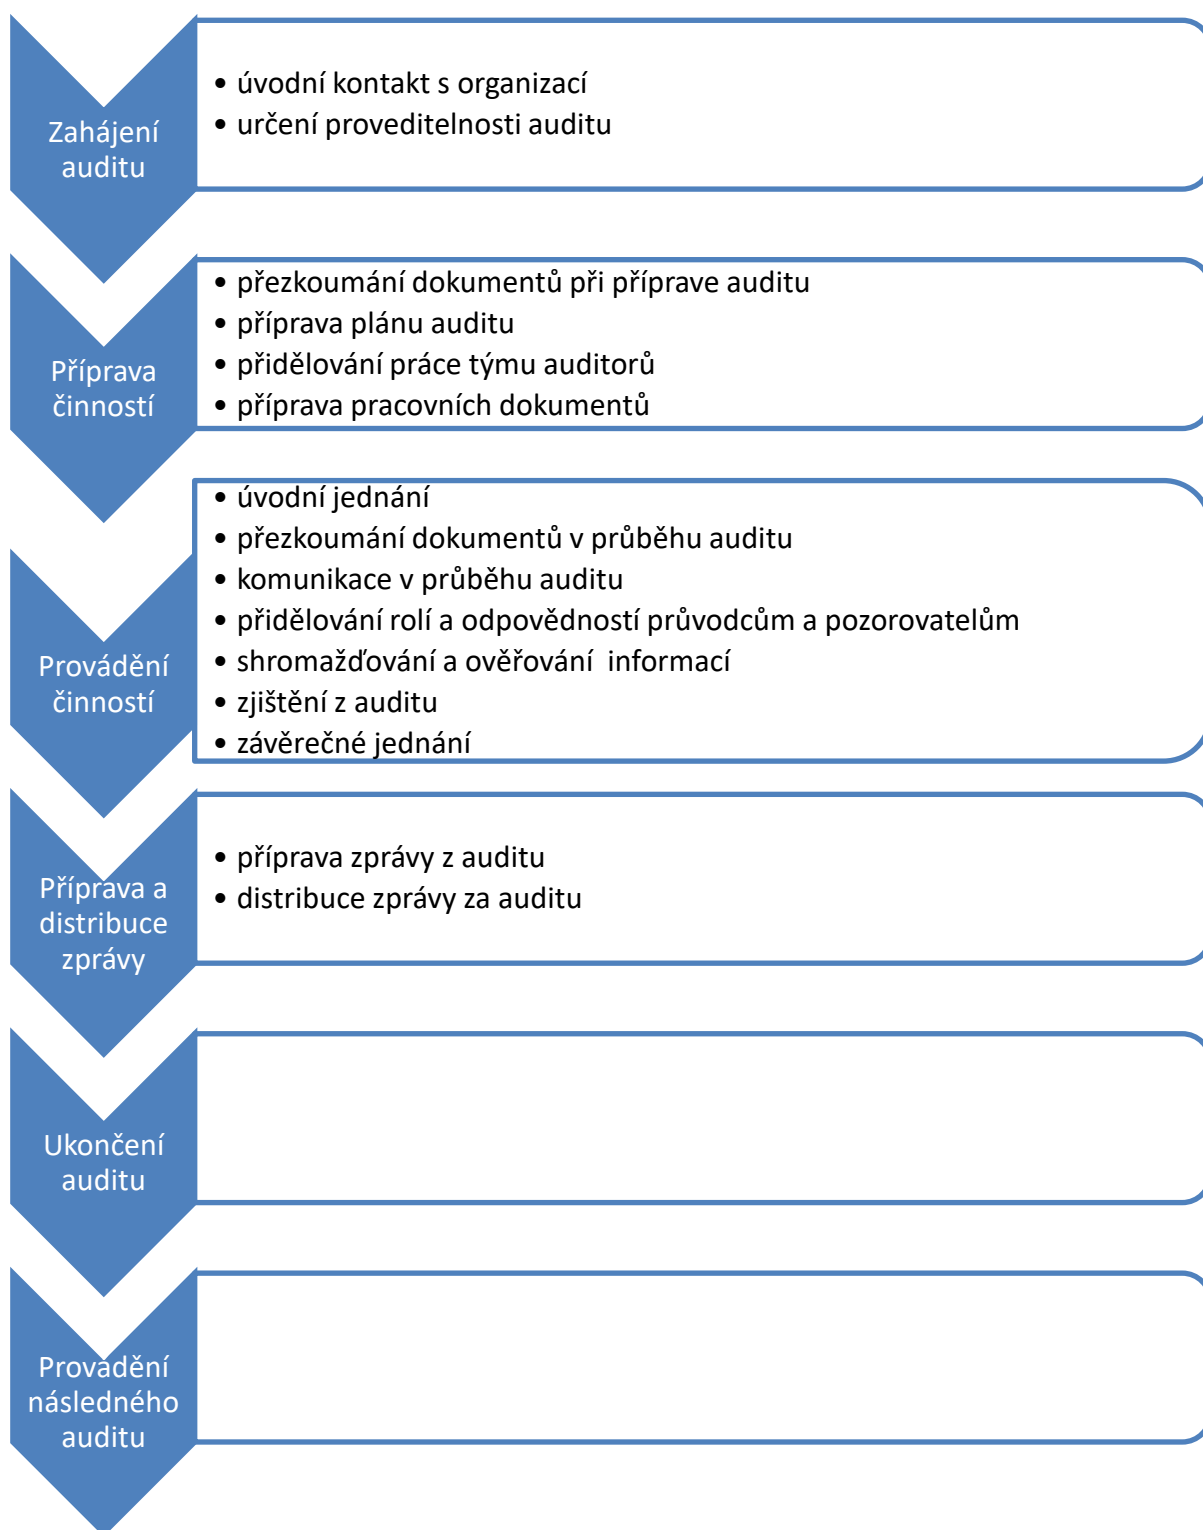 Zahájení
auditu
• úvodní kontakt s organizací
• určení proveditelnosti auditu
Příprava
činností
• přezkoumání dokumentů při příprave auditu
• příprava plánu auditu
• přidělování práce týmu auditorů
• příprava pracovních dokumentů
Provádění
činností
• úvodní jednání
• přezkoumání dokumentů v průběhu auditu
• komunikace v průběhu auditu
• přidělování rolí a odpovědností průvodcům a pozorovatelům
• shromažďování a ověřování  informací
• zjištění z auditu
• závěrečné jednání
Příprava a
distribuce
zprávy
• příprava zprávy z auditu
• distribuce zprávy za auditu
Ukončení
auditu
Provádění
následného
auditu